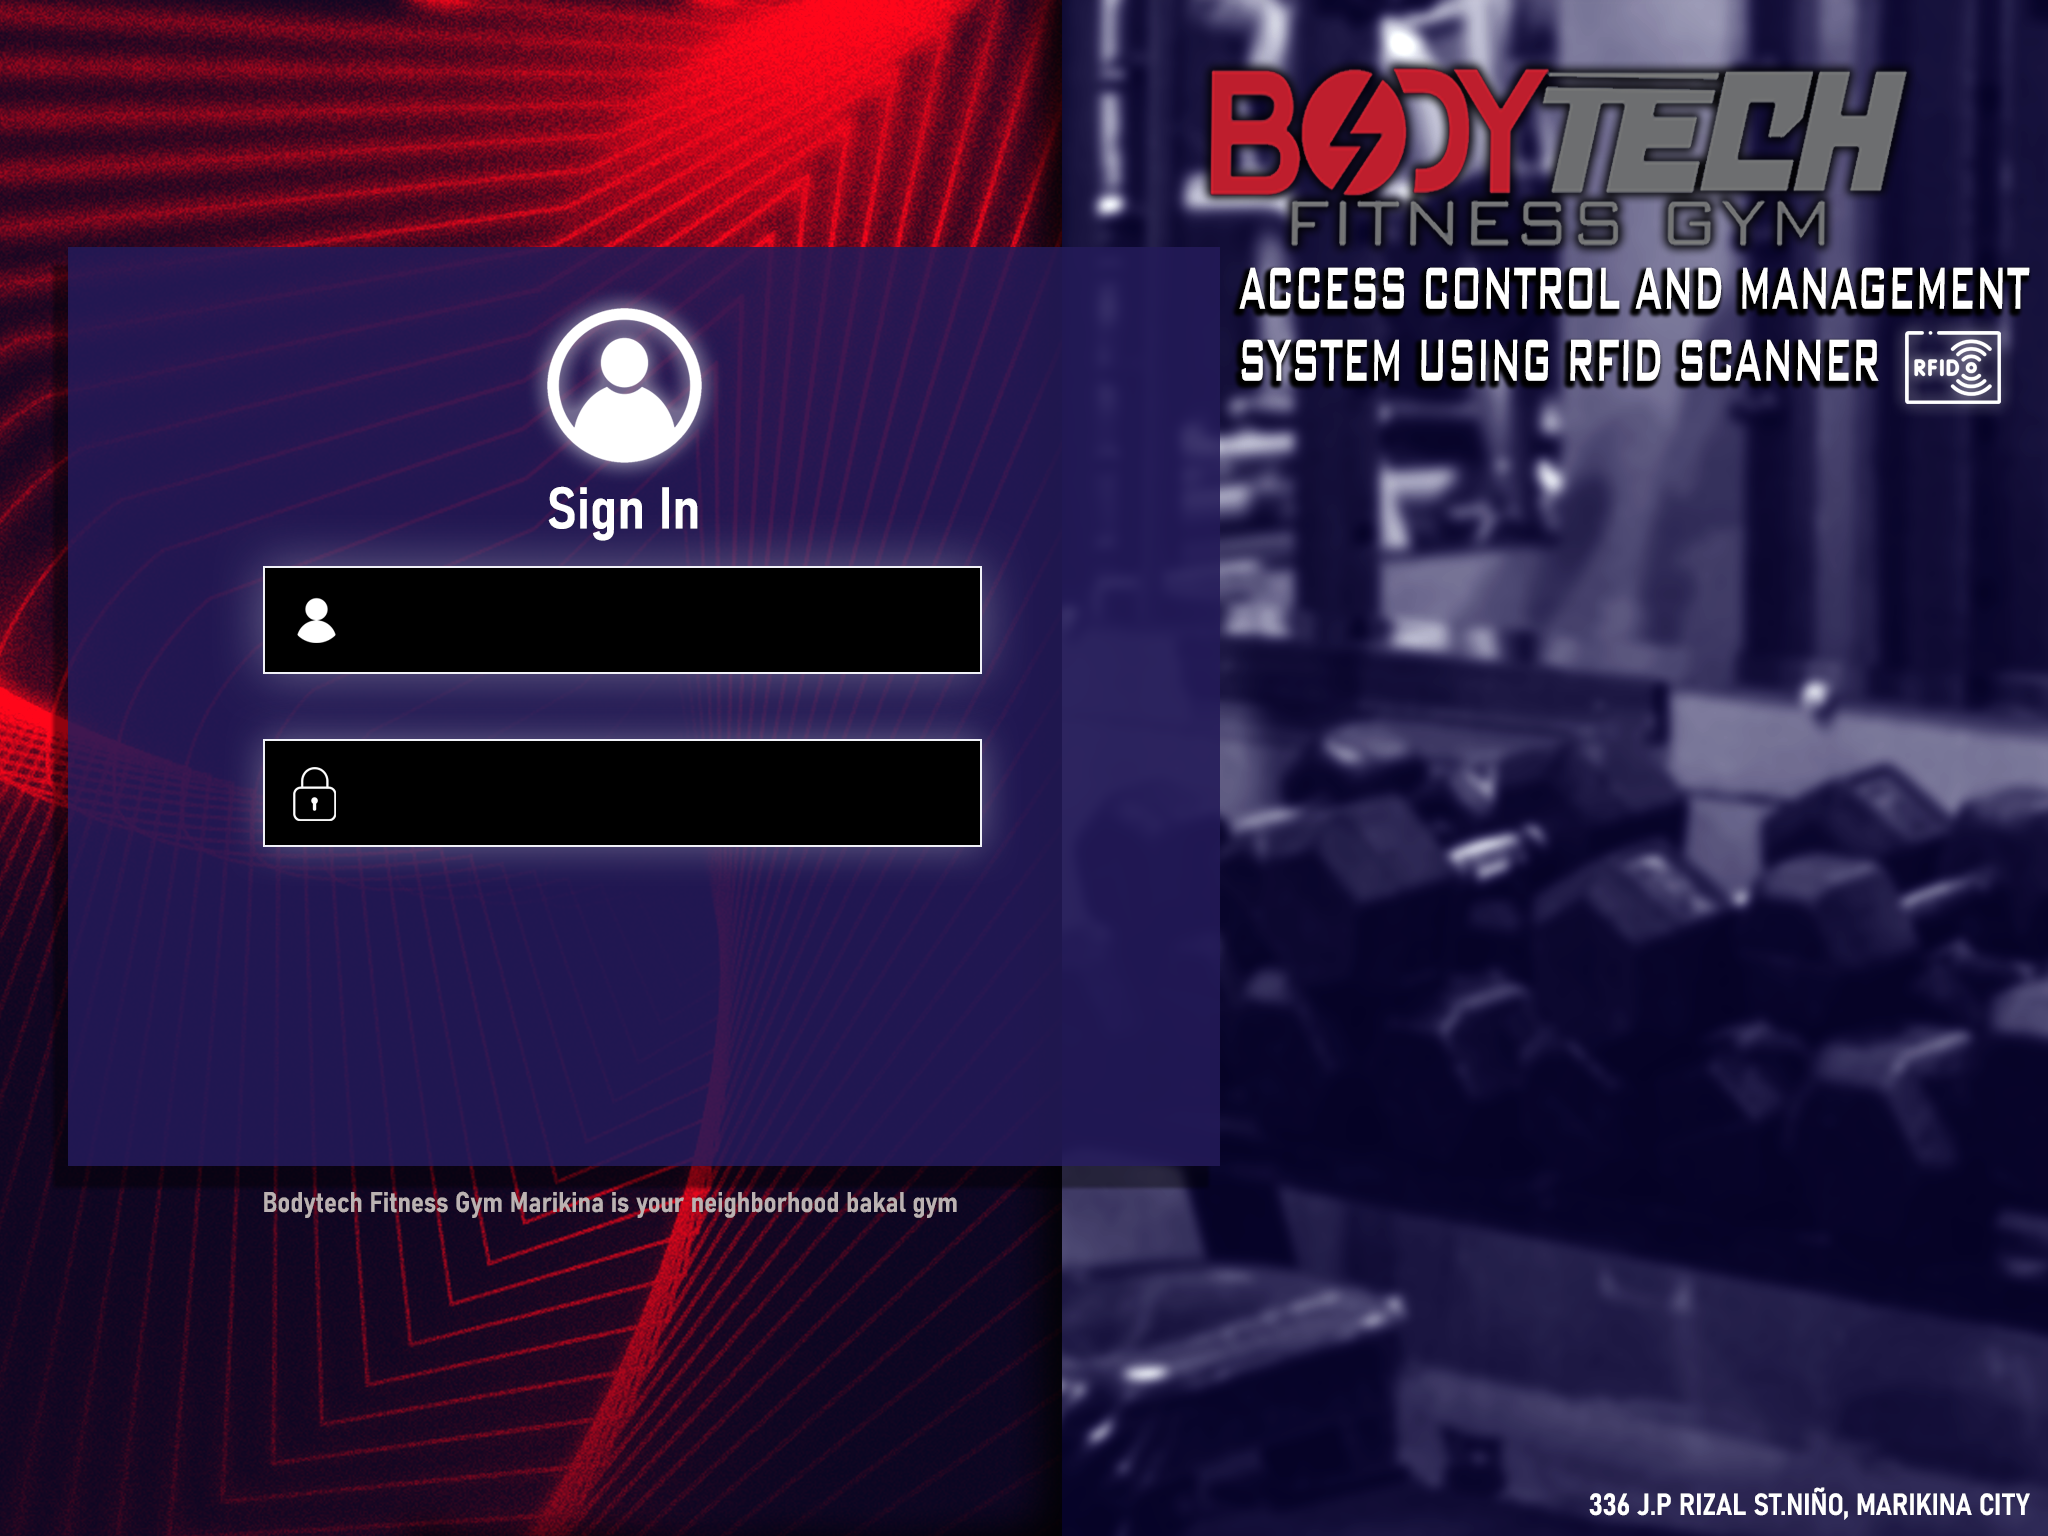 BODYTECH
FITNESS GYM
ACCESS CONTROL AND MANAGEMENT
SYSTEM USING RFID SCANNER
RFID
Sign In
Bodytech Fitness Gym Marikina is your neighborhood bakal gym
336 J.P RIZAL ST.NIÑO, MARIKINA CITY